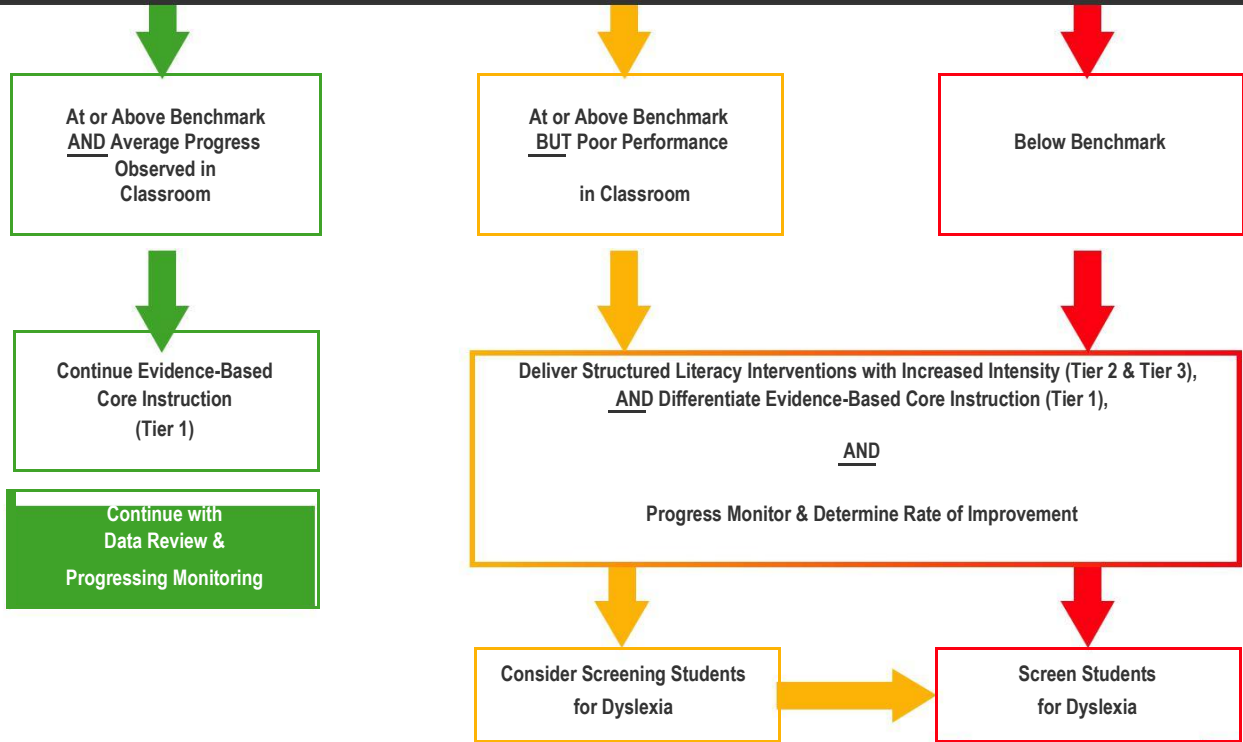 At or Above Benchmark
AND Average Progress
Observed in
Classroom
At or Above Benchmark
BUT Poor Performance
in Classroom
Below Benchmark
Continue Evidence-Based
Core Instruction
(Tier 1)
Continue with
Data Review &
Progressing Monitoring
Deliver Structured Literacy Interventions with Increased Intensity (Tier 2 & Tier 3),
AND Differentiate Evidence-Based Core Instruction (Tier 1),
AND
Progress Monitor & Determine Rate of Improvement
Consider Screening Students
for Dyslexia
Screen Students
for Dyslexia